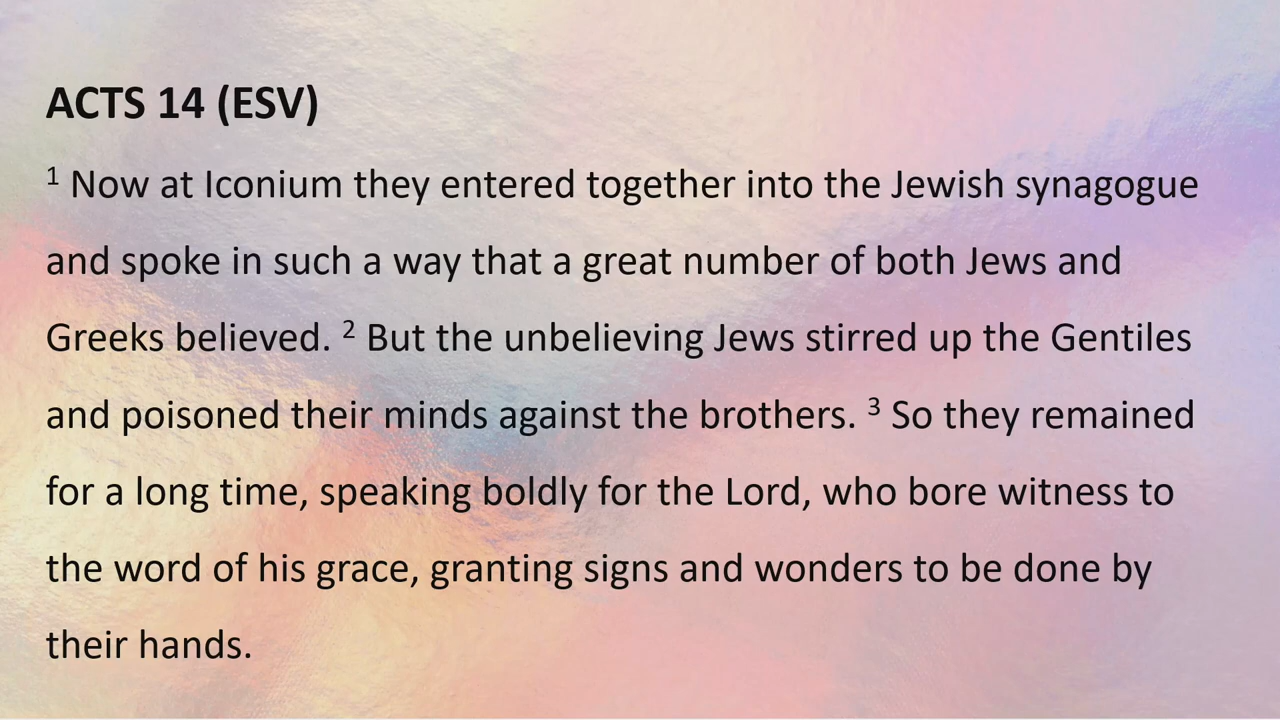 ACTS 14 (ESV)
1 Now at Iconium they entered together into the Jewish synagogue
and spoke in such a way that a great number of both Jews and
Greeks believed. 2 But the unbelieving Jews stirred up the Gentiles
and poisoned their minds against the brothers. 3 So they remained
for a long time, speaking boldly for the Lord, who bore witness to
the word of his grace, granting signs and wonders to be done by
their hands.